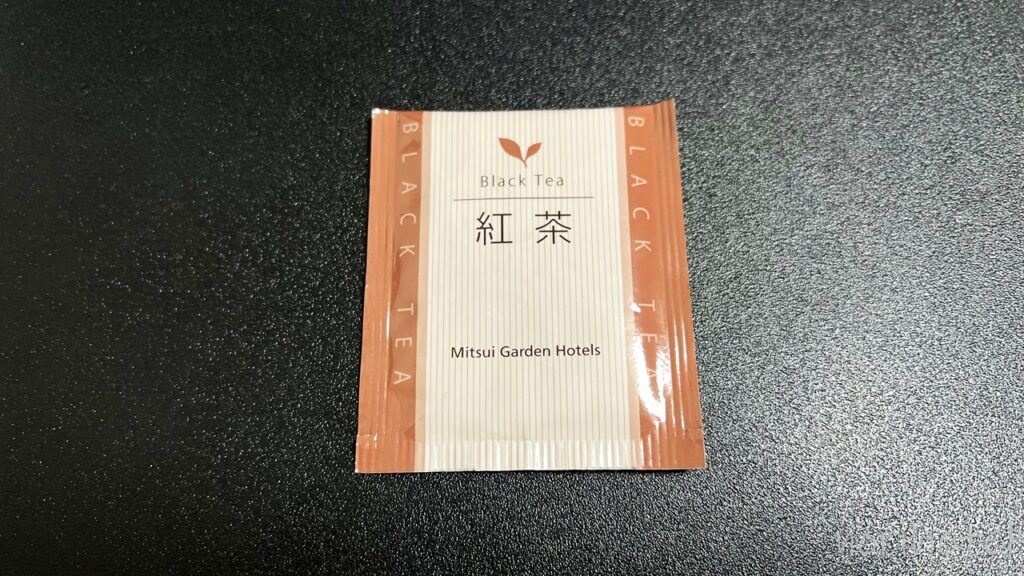 BLACK TEA
Black Tea
紅茶
Mitsui Garden Hotels
BLACK TEA